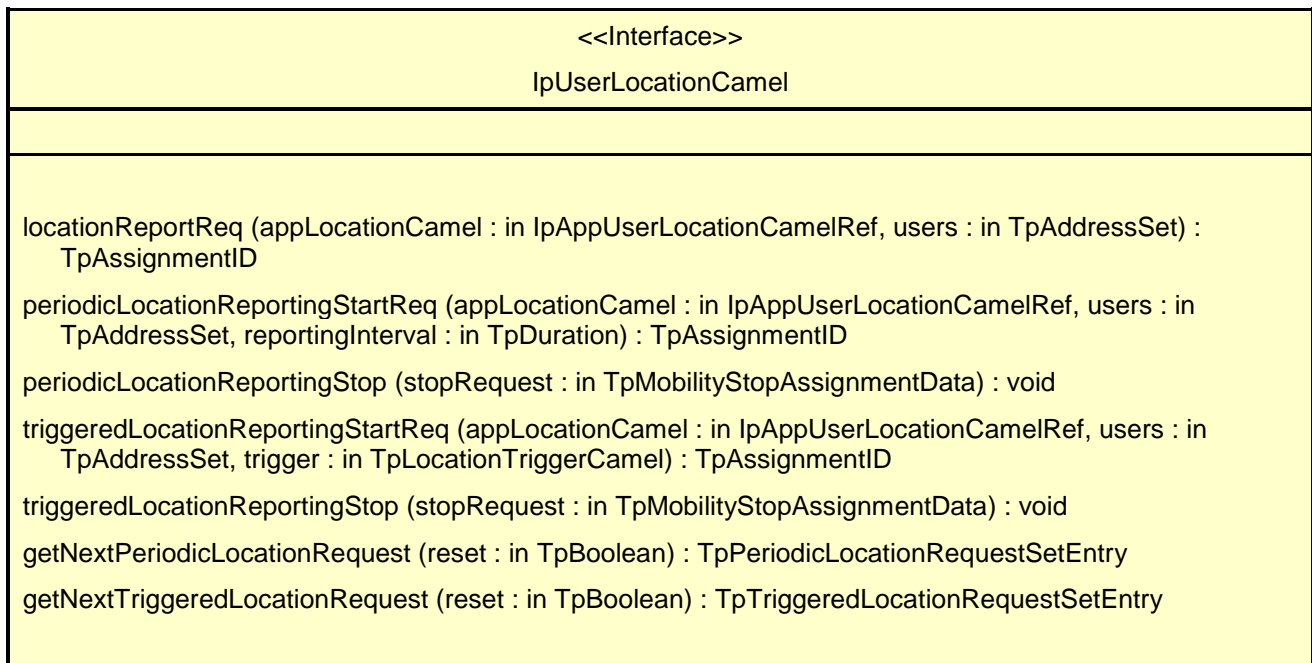 <<Interface>>
IpUserLocationCamel
locationReportReq (appLocationCamel : in IpAppUserLocationCamelRef, users : in TpAddressSet) :
TpAssignmentID
periodicLocationReportingStartReq (appLocationCamel : in IpAppUserLocationCamelRef, users : in
TpAddressSet, reportingInterval : in TpDuration) : TpAssignmentID
periodicLocationReportingStop (stopRequest : in TpMobilityStopAssignmentData) : void
triggeredLocationReportingStartReq (appLocationCamel : in IpAppUserLocationCamelRef, users : in
TpAddressSet, trigger : in TpLocationTriggerCamel) : TpAssignmentID
triggeredLocationReportingStop (stopRequest : in TpMobilityStopAssignmentData) : void
getNextPeriodicLocationRequest (reset : in TpBoolean) : TpPeriodicLocationRequestSetEntry
getNextTriggeredLocationRequest (reset : in TpBoolean) : TpTriggeredLocationRequestSetEntry